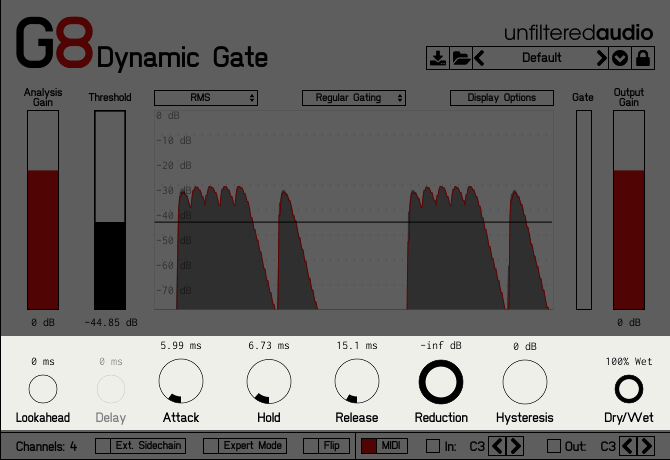 G8 Dynamic Gate
unfilteredaudio
Default
Analysis Gain
Threshold
RMS
Regular Gating
Display Options
Gate
Output Gain
0 dB
-10 dB
-20 dB
-30 dB
-40 dB
-50 dB
-60 dB
-70 dB
0 dB
-44.85 dB
0 dB
0 ms
0 ms
5.99 ms
6.73 ms
15.1 ms
-inf dB
0 dB
100% Wet
Lookahead
Delay
Attack
Hold
Release
Reduction
Hysteresis
Dry/Wet
Channels: 4
Ext. Sidechain
Expert Mode
Flip
MIDI
In:
C3
Out:
C3